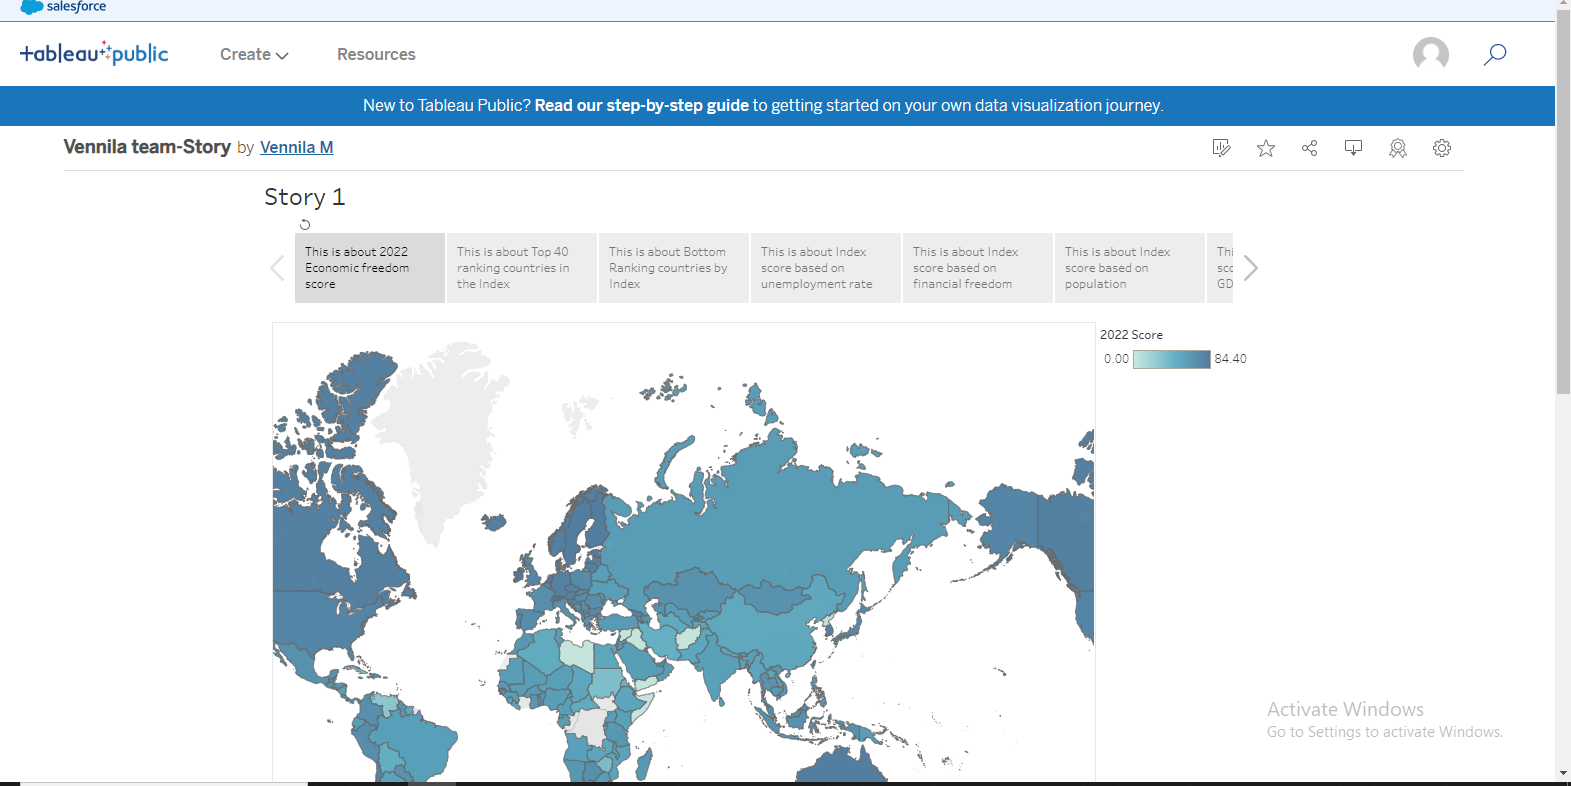 salesforce
+ableau public
Create
Resources
New to Tableau Public? Read our step-by-step guide to getting started on your own data visualization journey.
Vennila team-Story by Vennila M
Story 1
This is about 2022
Economic freedom
score
This is about Top 40
ranking countries in
the Index
This is about Bottom
Ranking countries by
Index
This is about Index
score based on
unemployment rate
This is about Index
score based on
financial freedom
This is about Index
score based on
population
Thi
sco
GD
2022 Score
0.00
84.40
Activate Windows
Go to Settings to activate Windows.